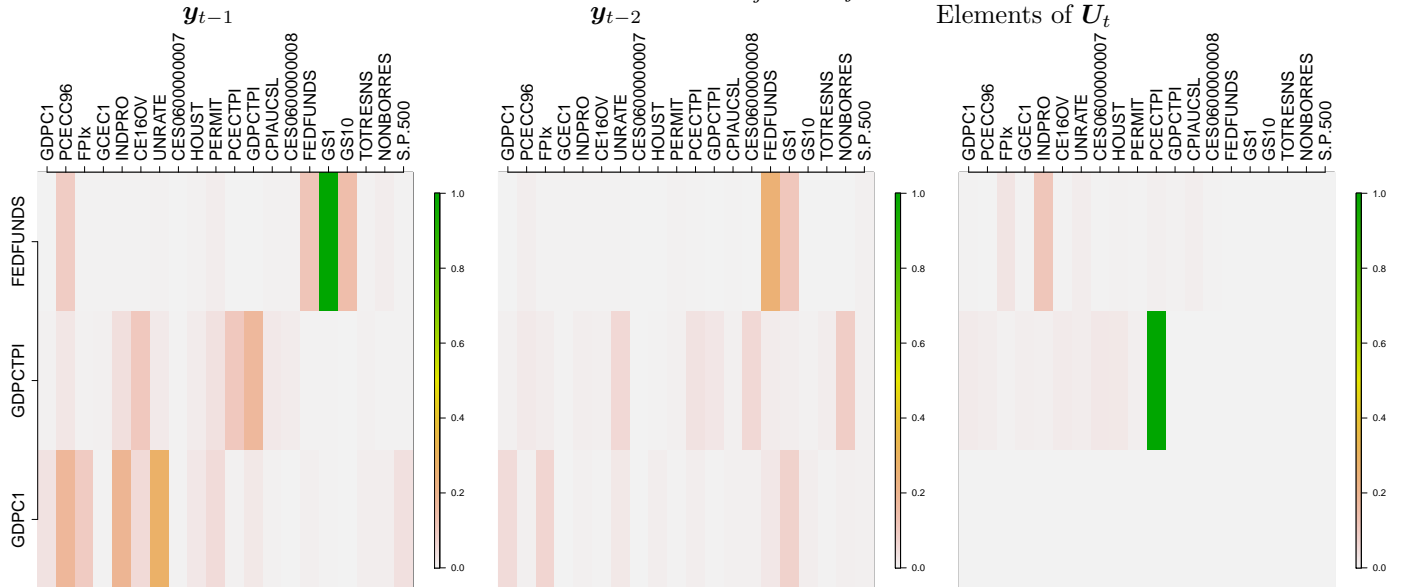 y_{t−1}
GDPC1
PCECC96
FPIx
GCEC1
INDPRO
CE16OV
UNRATE
CES0600000007
HOUST
PERMIT
PCECTPI
GDPCTPI
CPIAUCSL
CES0600000008
FEDFUNDS
GS1
GS10
TOTRESNS
NONBORRES
S.P.500
FEDFUNDS
GDPCTPI
GDPC1
1.0
0.8
0.6
0.4
0.2
0.0
y_{t−2}
GDPC1
PCECC96
FPIx
GCEC1
INDPRO
CE16OV
UNRATE
CES0600000007
HOUST
PERMIT
PCECTPI
GDPCTPI
CPIAUCSL
CES0600000008
FEDFUNDS
GS1
GS10
TOTRESNS
NONBORRES
S.P.500
1.0
0.8
0.6
0.4
0.2
0.0
Elements of U_t
GDPC1
PCECC96
FPIx
GCEC1
INDPRO
CE16OV
UNRATE
CES0600000007
HOUST
PERMIT
PCECTPI
GDPCTPI
CPIAUCSL
CES0600000008
FEDFUNDS
GS1
GS10
TOTRESNS
NONBORRES
S.P.500
1.0
0.8
0.6
0.4
0.2
0.0